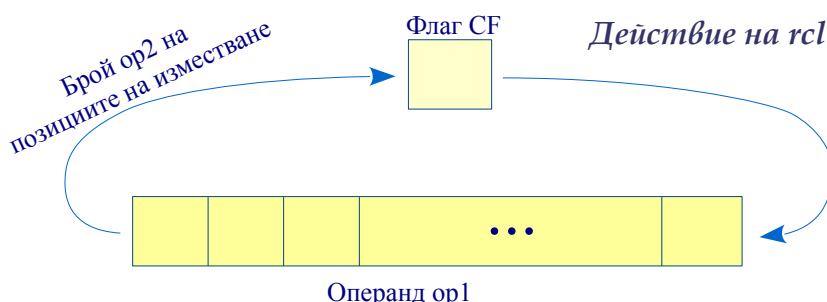 Флаг CF
Действие на rcl
Брой op2 на
позициите на изместване
•••
Операнд op1